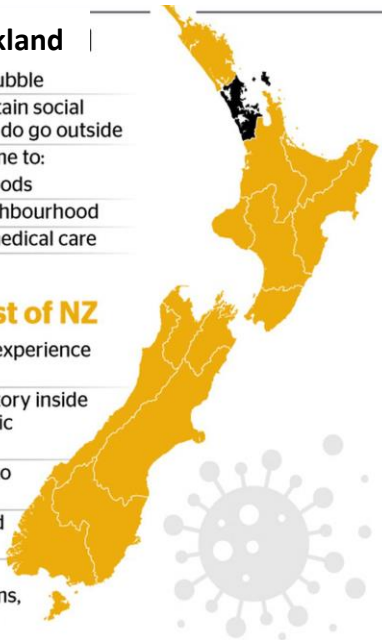 kland
ubble
tain social
do go outside
ne to:
ods
hbourhood
edical care
st of NZ
experience
ory inside
ic
o
d
ns,